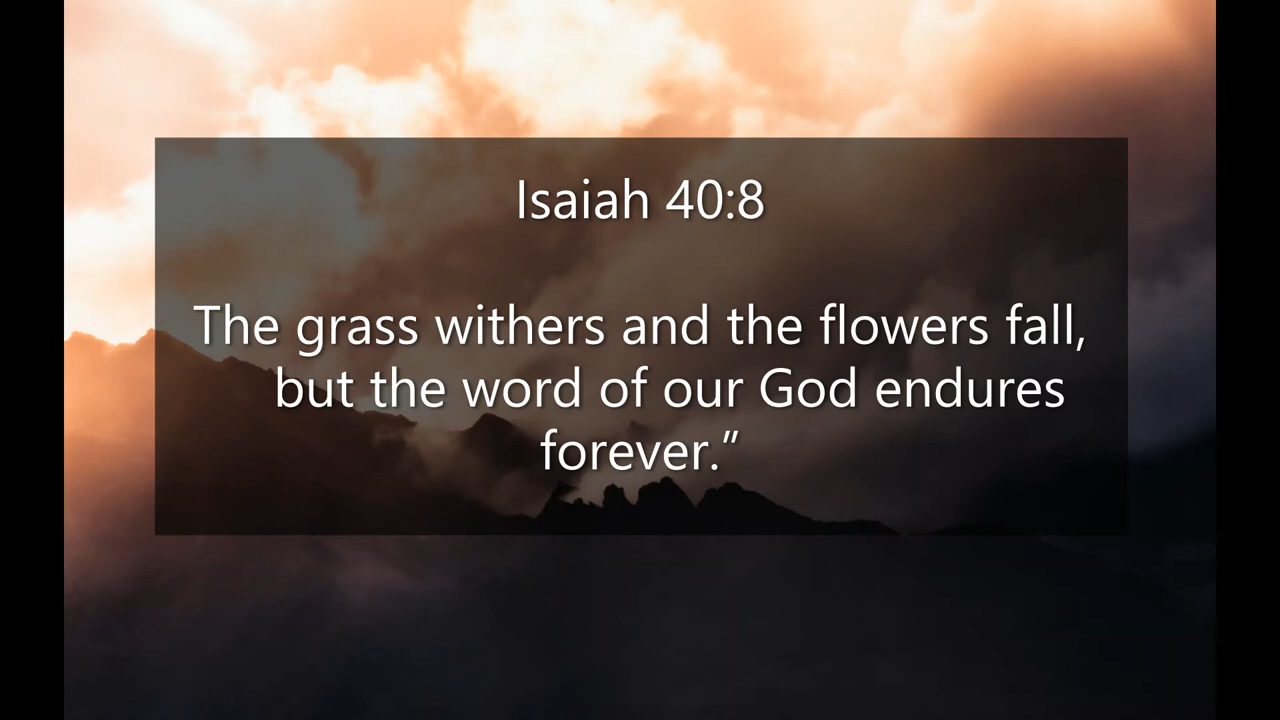 Isaiah 40:8
The grass withers and the flowers fall,
but the word of our God endures
forever.”